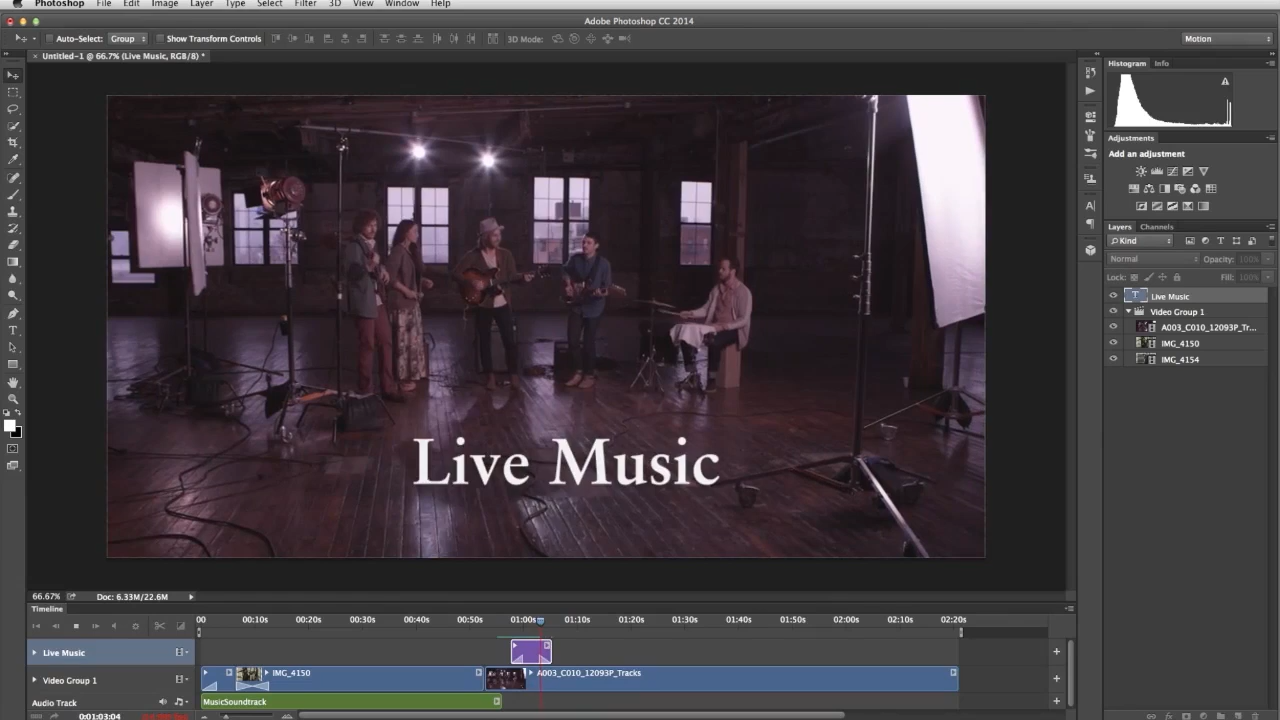 Photoshop File Edit Image Layer Type Select Filter 3D View Window Help
Adobe Photoshop CC 2014
Auto-Select: Group Show Transform Controls 3D Mode: Motion
× Untitled-1 @ 66.7% (Live Music, RGB/8) *
Histogram Info
Adjustments
Add an adjustment
Layers Channels
Kind
Normal Opacity: 100%
Lock: Fill: 100%
Live Music
Video Group 1
A003_C010_12093P_Tr...
IMG_4150
IMG_4154
Live Music
66.67% Doc: 6.33M/22.6M
Timeline
00 00:10s 00:20s 00:30s 00:40s 00:50s 01:00s 01:10s 01:20s 01:30s 01:40s 01:50s 02:00s 02:10s 02:20s
Live Music
Video Group 1 IMG_4150 A003_C010_12093P_Tracks
Audio Track MusicSoundtrack
0:01:03:04